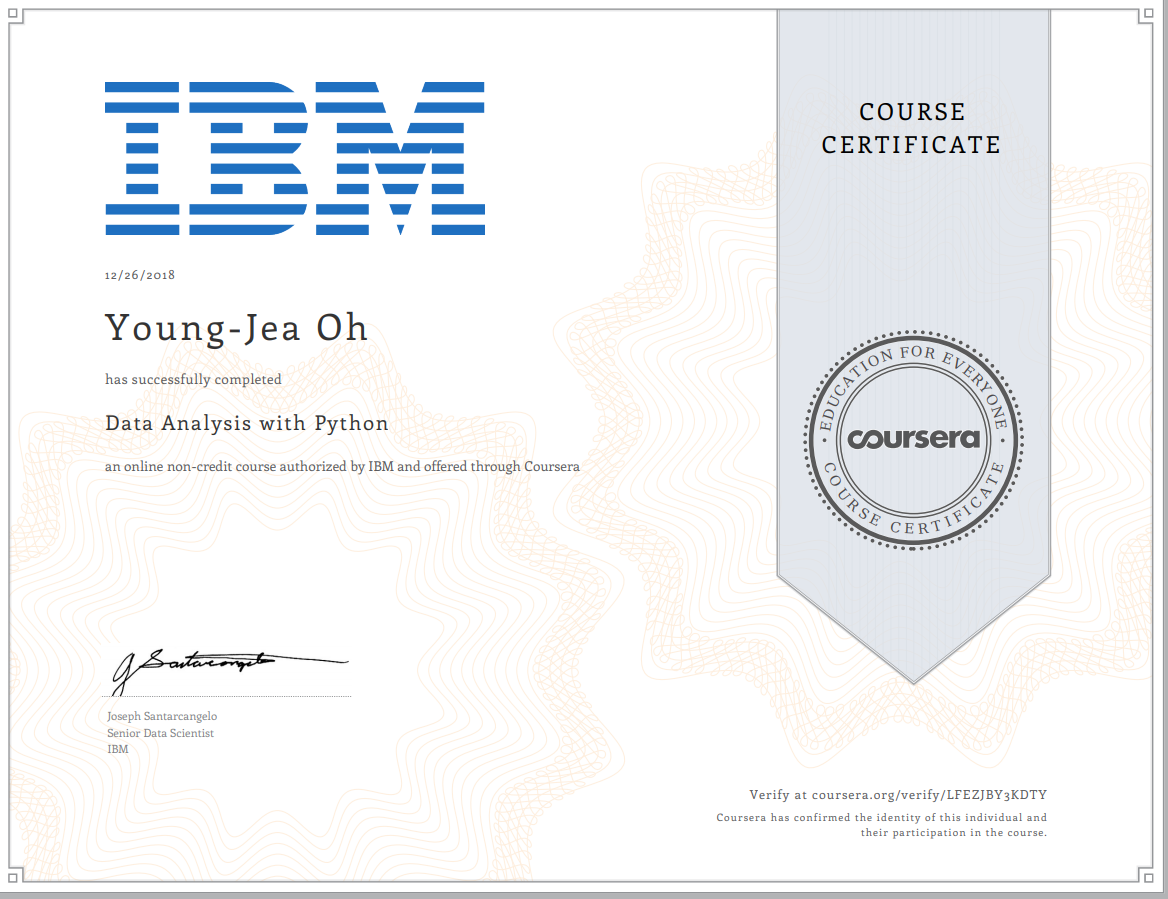 IBM
COURSE
CERTIFICATE
12/26/2018
Young-Jea Oh
has successfully completed
Data Analysis with Python
an online non-credit course authorized by IBM and offered through Coursera
EDUCATION FOR EVERYONE
coursera
COURSE CERTIFICATE
J Santarcangelo
Joseph Santarcangelo
Senior Data Scientist
IBM
Verify at coursera.org/verify/LFEZJBY3KDTY
Coursera has confirmed the identity of this individual and
their participation in the course.